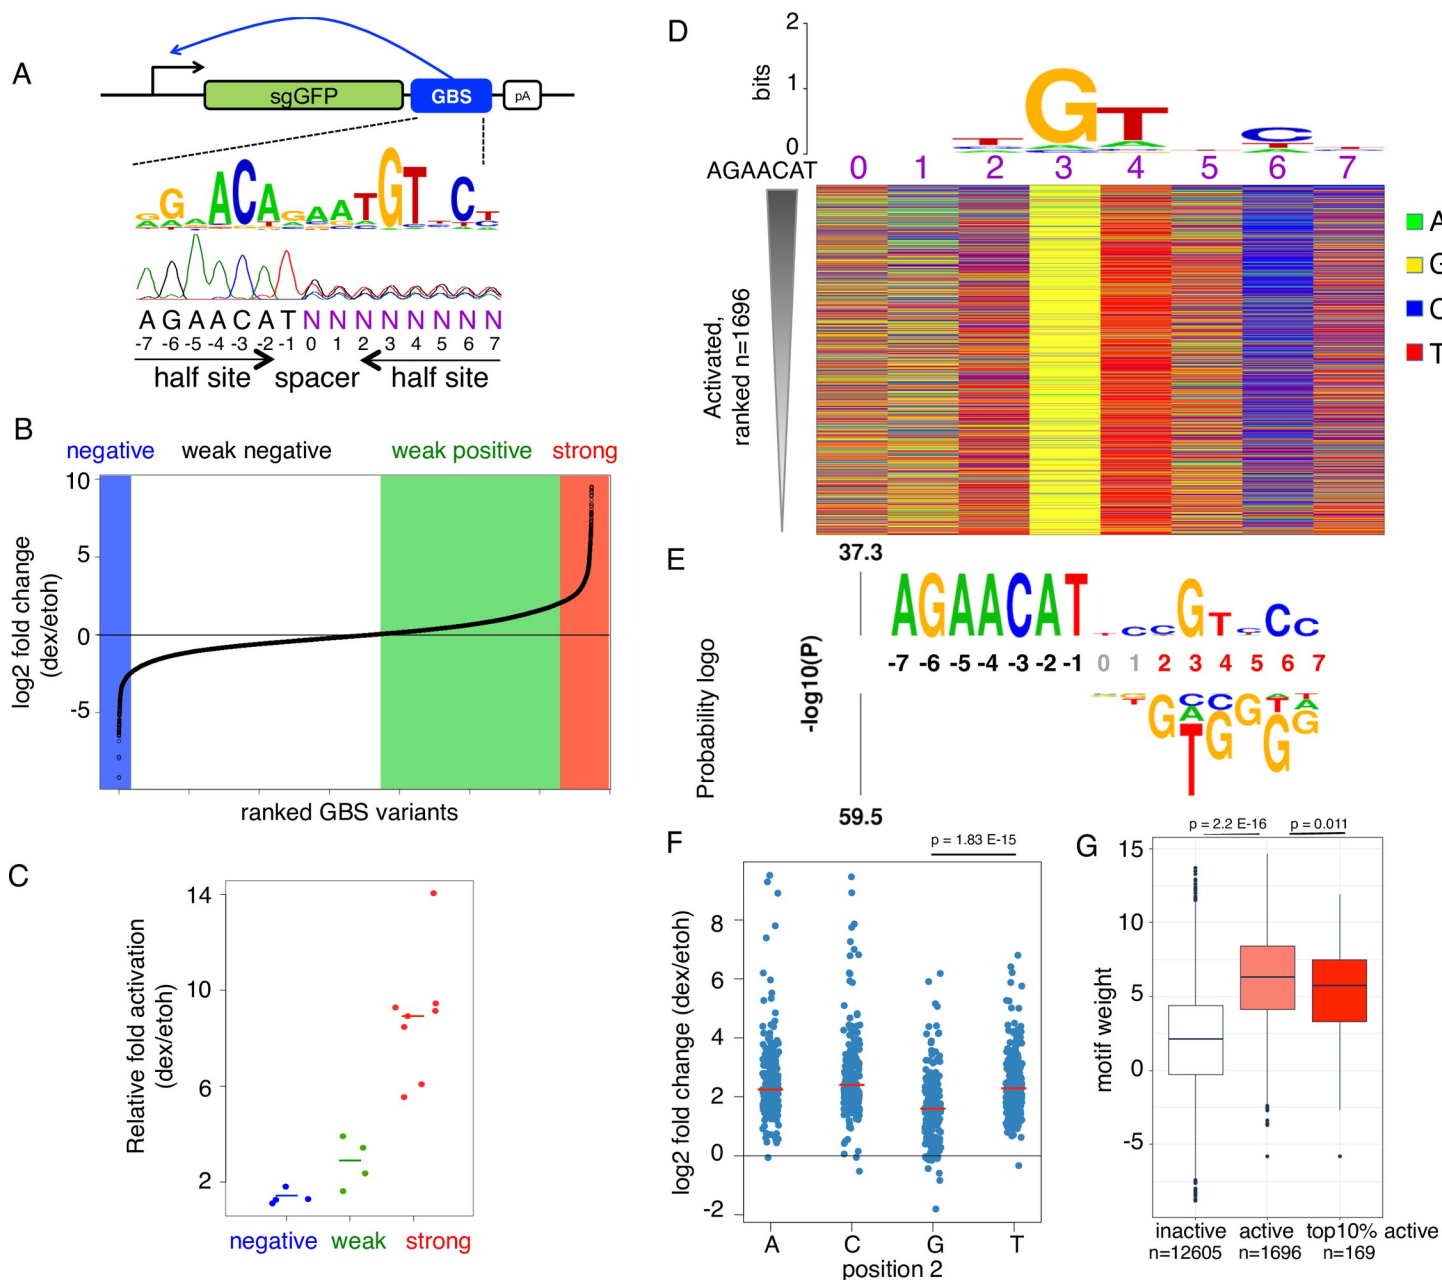 A
sgGFP
GBS
pA
A G A A C A T N N N N N N N N
-7 -6 -5 -4 -3 -2 -1 0 1 2 3 4 5 6 7
half site spacer half site
B
negative weak negative weak positive strong
10
5
0
-5
log2 fold change
(dex/etoh)
ranked GBS variants
C
14
10
6
2
Relative fold activation
(dex/etoh)
negative weak strong
D
2
1
0
bits
G T C
AGAACAT 0 1 2 3 4 5 6 7
Activated,
ranked n=1696
A
G
C
T
E
37.3
-log10(P)
59.5
Probability logo
AGAACAT
-7 -6 -5 -4 -3 -2 -1 0 1 2 3 4 5 6 7
F
p = 1.83 E-15
8
6
4
2
0
-2
log2 fold change (dex/etoh)
A C G T
position 2
G
p = 2.2 E-16 p = 0.011
15
10
5
0
-5
motif weight
inactive active top10% active
n=12605 n=1696 n=169